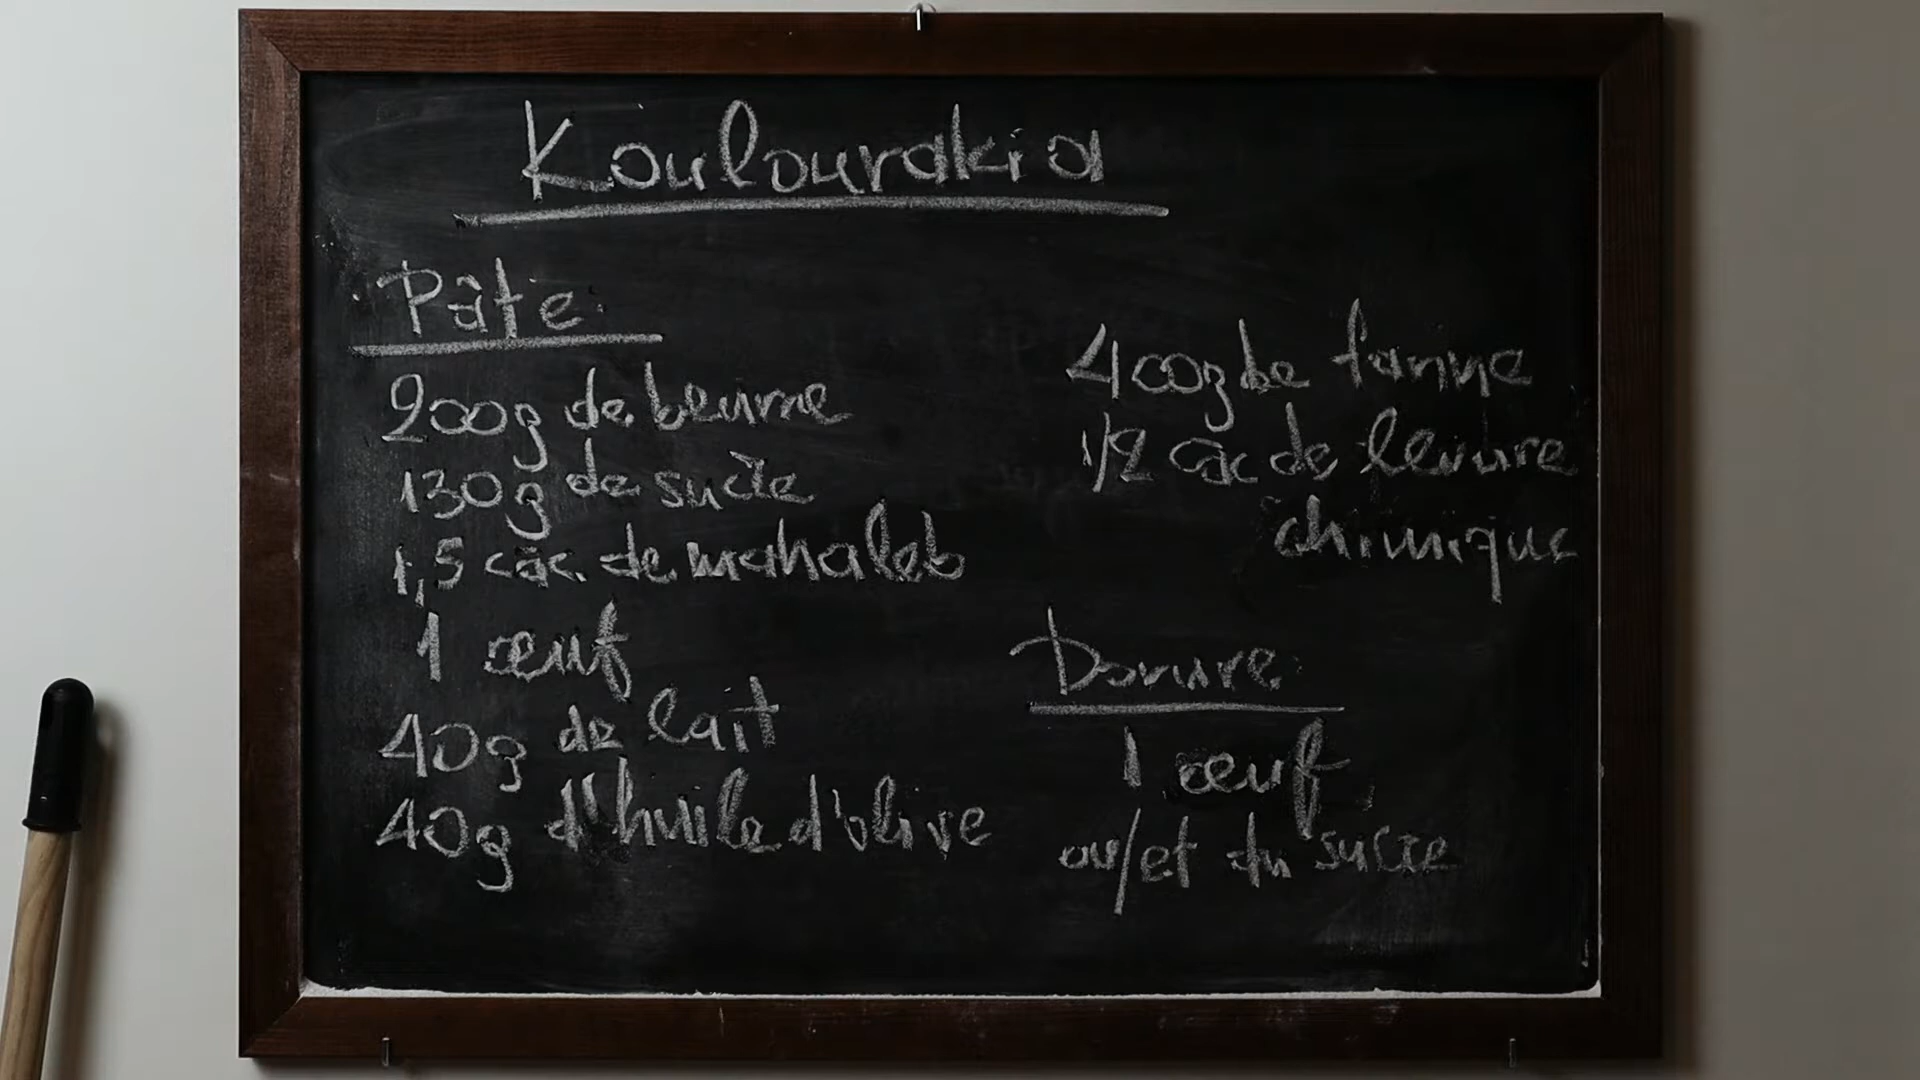 Koulourakia
Pâte:
200g de beurre
130g de sucre
1,5 càc. de mahaleb
1 œuf
40g de lait
40g d'huile d'olive
400g de farine
1/2 càc de levure
chimique
Dorure:
1 œuf
ou/et du sucre